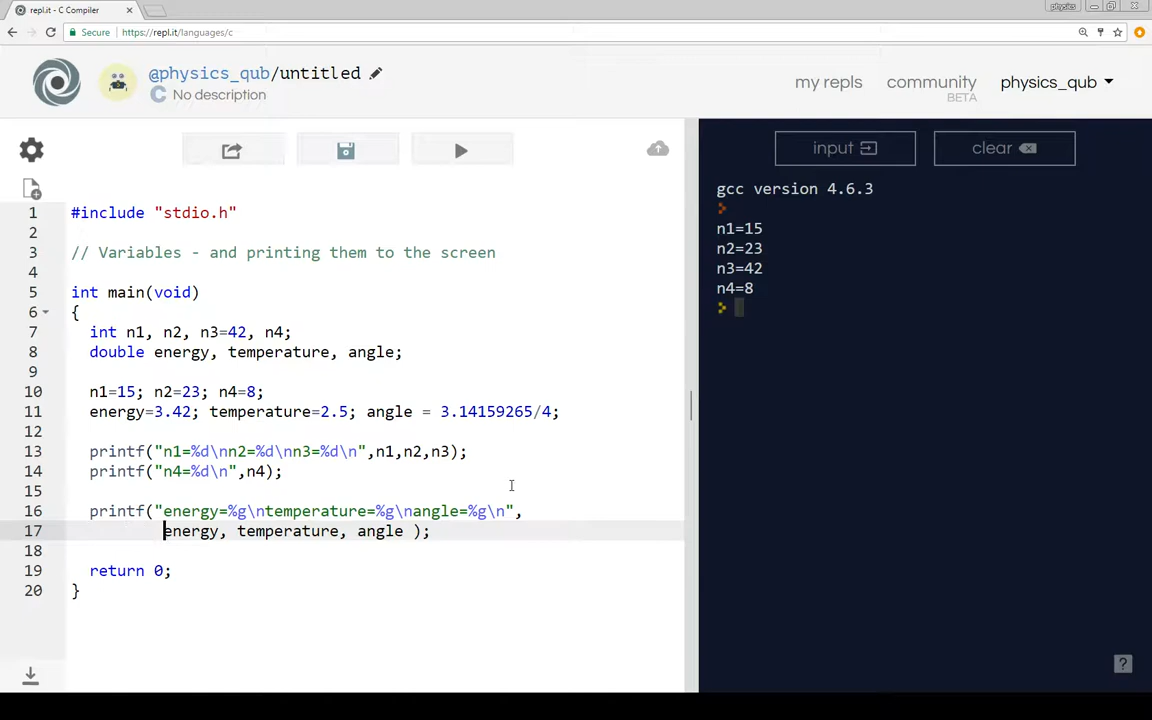 repl.it - C Compiler
physics
Secure https://repl.it/languages/c
@physics_qub/untitled
C No description
my repls community BETA physics_qub
input clear
1 #include "stdio.h"
2
3 // Variables - and printing them to the screen
4
5 int main(void)
6 {
7 int n1, n2, n3=42, n4;
8 double energy, temperature, angle;
9
10 n1=15; n2=23; n4=8;
11 energy=3.42; temperature=2.5; angle = 3.14159265/4;
12
13 printf("n1=%d\nn2=%d\nn3=%d\n",n1,n2,n3);
14 printf("n4=%d\n",n4);
15
16 printf("energy=%g\ntemperature=%g\nangle=%g\n",
17 energy, temperature, angle );
18
19 return 0;
20 }
gcc version 4.6.3
n1=15
n2=23
n3=42
n4=8
?